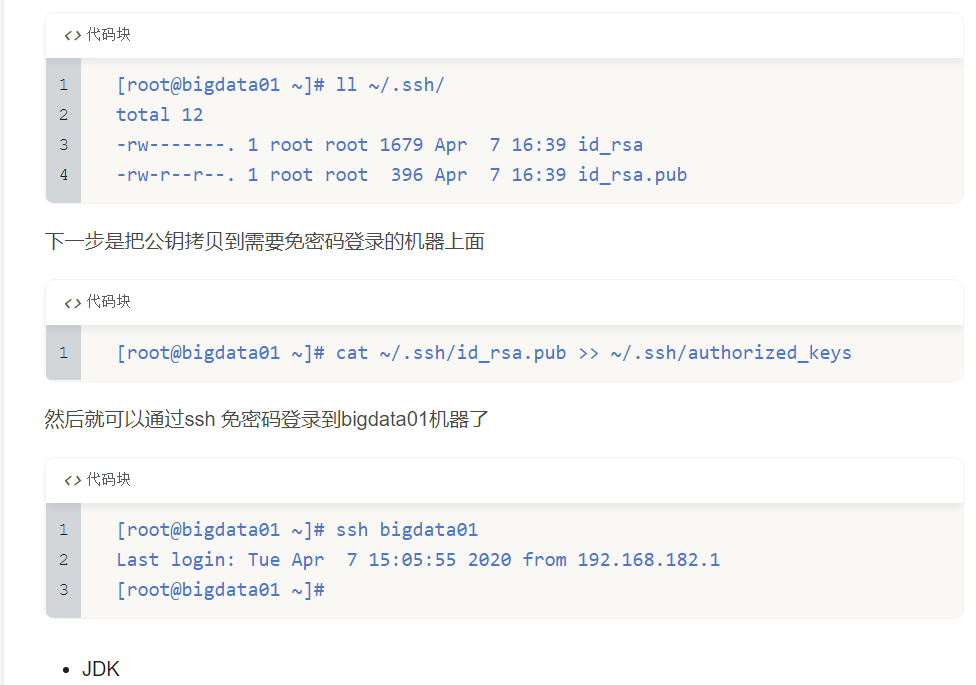 <> 代码块
1 [root@bigdata01 ~]# ll ~/.ssh/
2 total 12
3 -rw-------. 1 root root 1679 Apr  7 16:39 id_rsa
4 -rw-r--r--. 1 root root  396 Apr  7 16:39 id_rsa.pub
下一步是把公钥拷贝到需要免密码登录的机器上面
<> 代码块
1 [root@bigdata01 ~]# cat ~/.ssh/id_rsa.pub >> ~/.ssh/authorized_keys
然后就可以通过ssh 免密码登录到bigdata01机器了
<> 代码块
1 [root@bigdata01 ~]# ssh bigdata01
2 Last login: Tue Apr  7 15:05:55 2020 from 192.168.182.1
3 [root@bigdata01 ~]#
• JDK